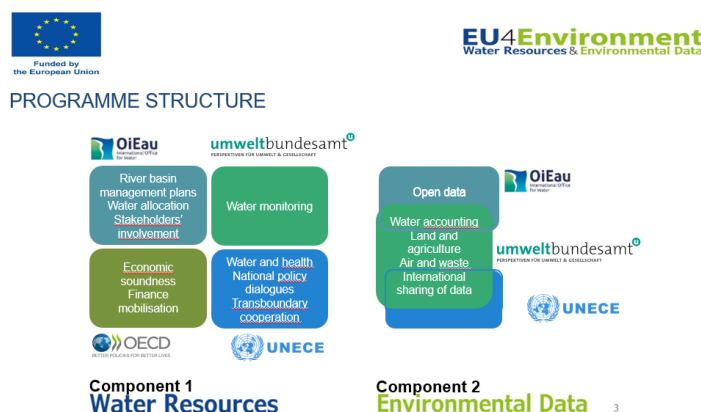 Funded by
the European Union
EU4Environment
Water Resources & Environmental Data
PROGRAMME STRUCTURE
OiEau
International Office
for Water
umweltbundesamt
PERSPEKTIVEN FÜR UMWELT & GESELLSCHAFT
River basin
management plans
Water allocation
Stakeholders'
involvement
Water monitoring
Economic
soundness
Finance
mobilisation
Water and health
National policy
dialogues
Transboundary
cooperation
OECD
BETTER POLICIES FOR BETTER LIVES
UNECE
Component 1
Water Resources
Open data
OiEau
International Office
for Water
Water accounting
Land and
agriculture
Air and waste
International
sharing of data
umweltbundesamt
PERSPEKTIVEN FÜR UMWELT & GESELLSCHAFT
UNECE
Component 2
Environmental Data
3